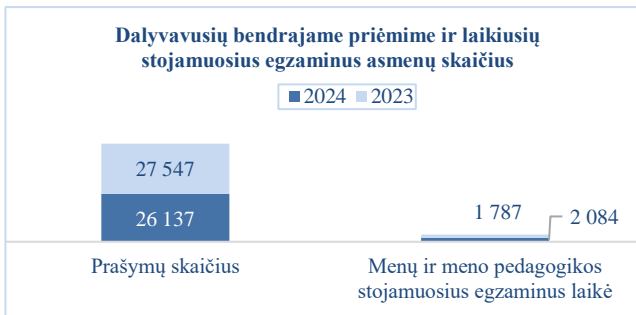 Dalyvavusių bendrajame priėmime ir laikiusių
stojamuosius egzaminus asmenų skaičius
2024 2023
27 547
26 137
1 787
2 084
Prašymų skaičius
Menų ir meno pedagogikos
stojamuosius egzaminus laikė